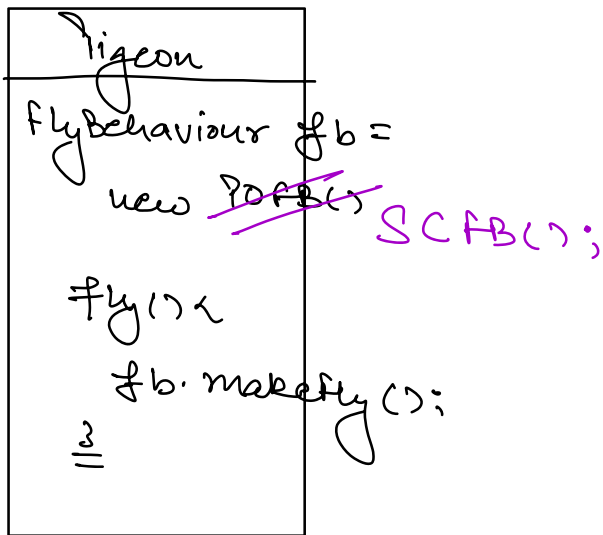 Pigeon
FlyBehaviour fb =
new POFB() SCFB();
fly() {
fb.makeFly();
}